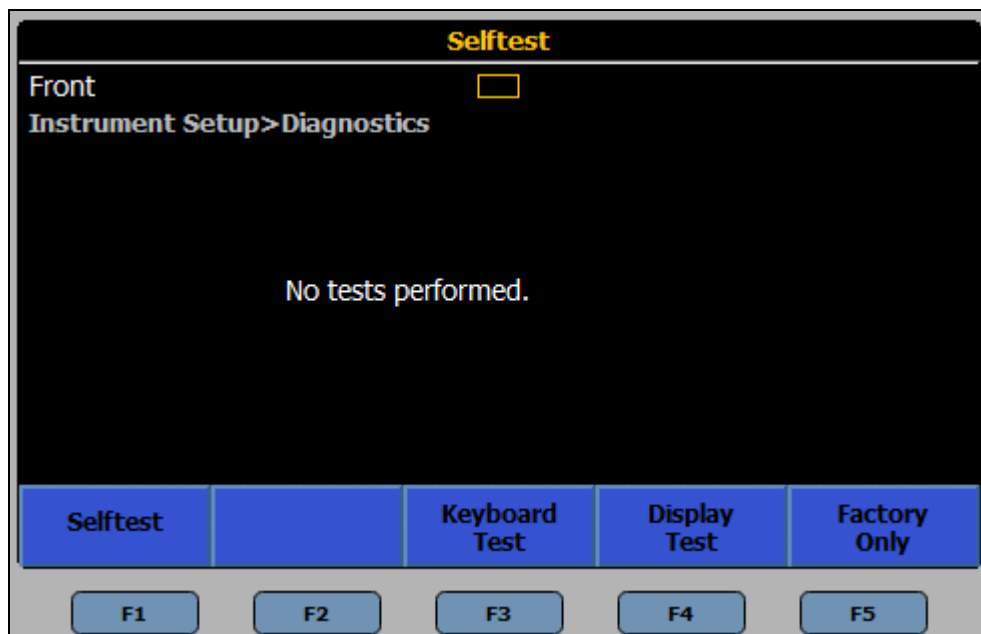 Selftest
Front
Instrument Setup>Diagnostics
No tests performed.
Selftest
Keyboard
Test
Display
Test
Factory
Only
F1 F2 F3 F4 F5